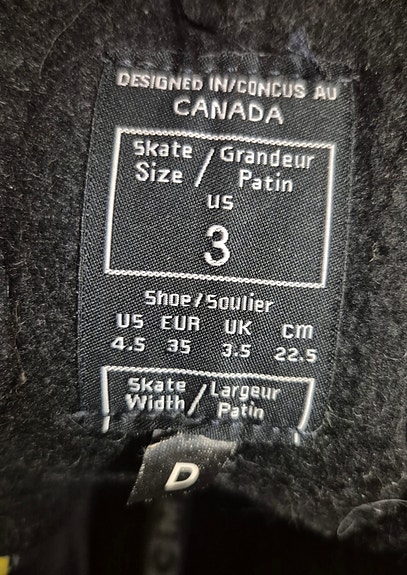 DESIGNED IN/CONCUS AU
CANADA
Skate / Grandeur
Size / Patin
US
3
Shoe/Soulier
US EUR UK cm
4.5 35 3.5 22.5
Skate / Largeur
Width / Patin
D